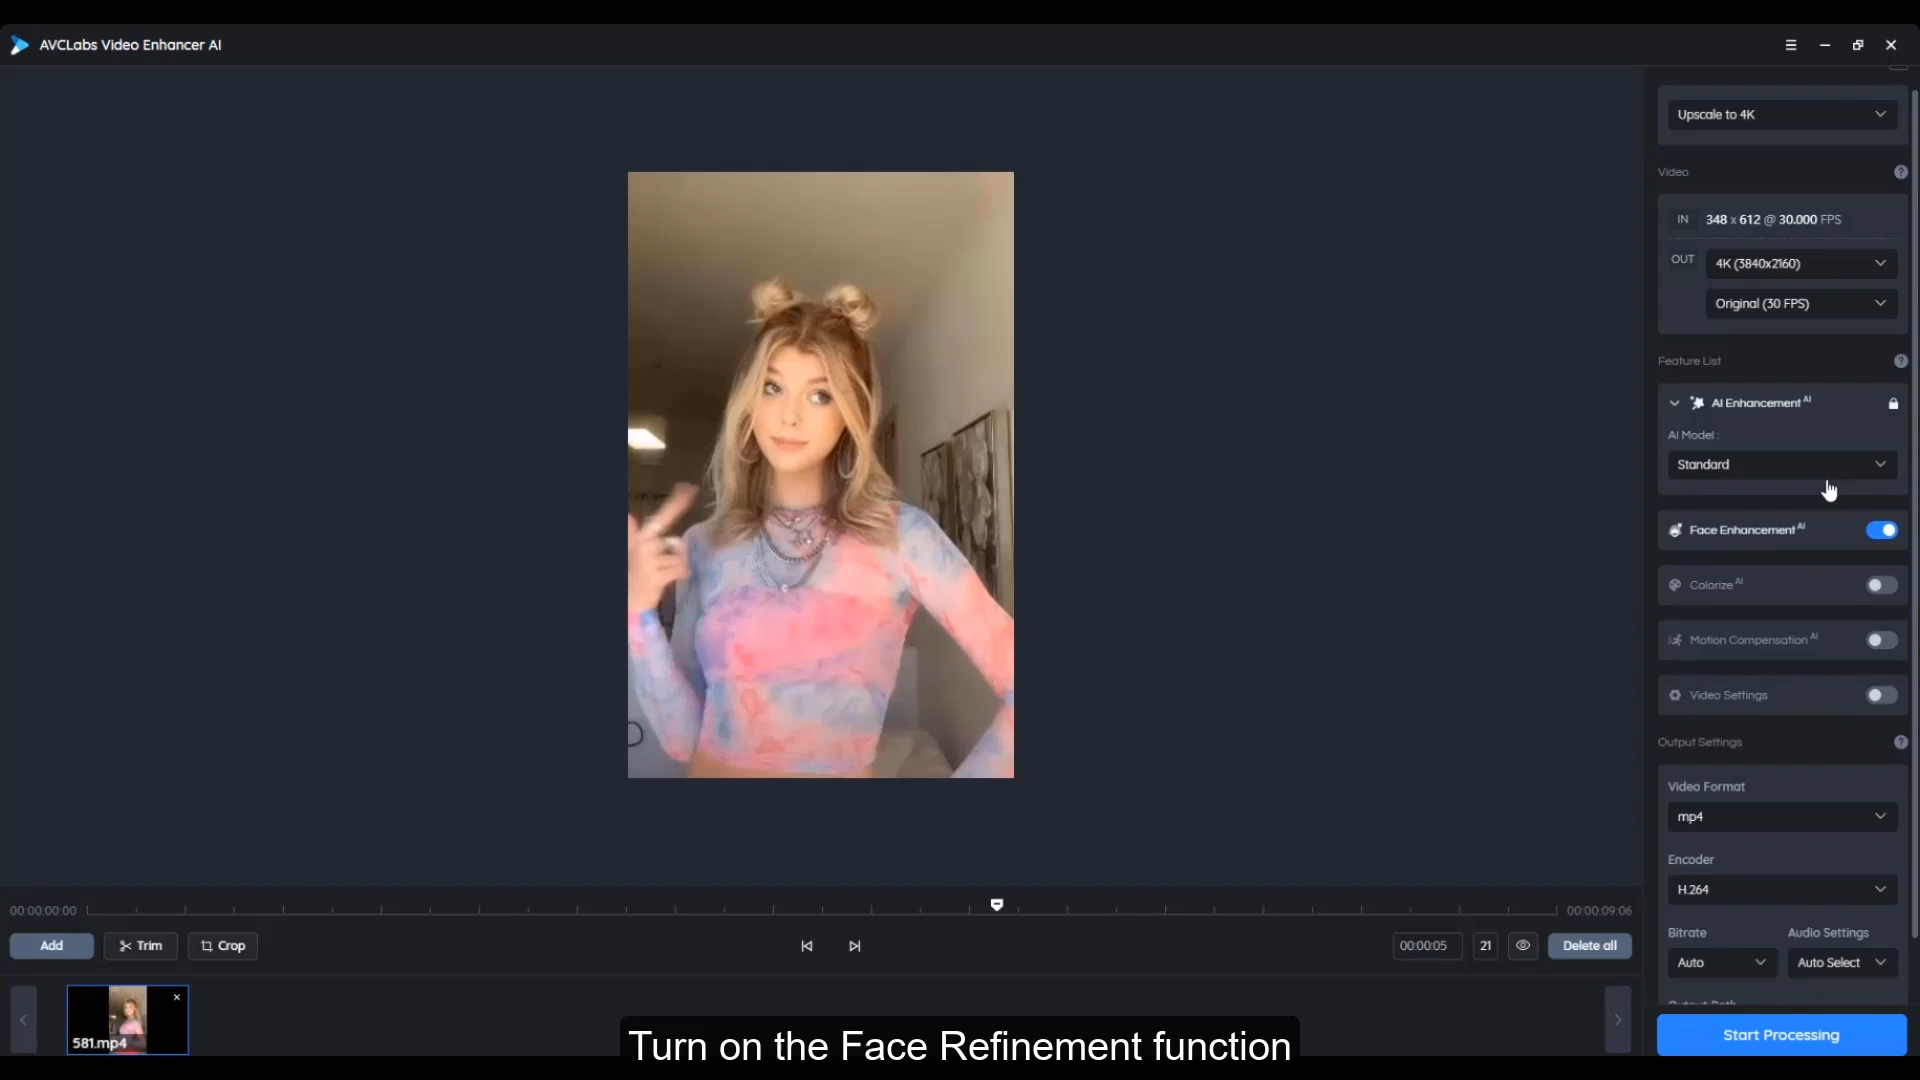 AVCLabs Video Enhancer AI
Upscale to 4K
Video
IN 348 x 612 @ 30.000 FPS
OUT 4K (3840x2160)
Original (30 FPS)
Feature List
AI Enhancement AI
AI Model :
Standard
Face Enhancement AI
Colorize AI
Motion Compensation AI
Video Settings
Output Settings
Video Format
mp4
Encoder
H.264
Bitrate Audio Settings
Auto Auto Select
Output Path
Start Processing
00:00:00:00 00:00:09:06
Add Trim Crop 00:00:05 21 Delete all
581.mp4
Turn on the Face Refinement function